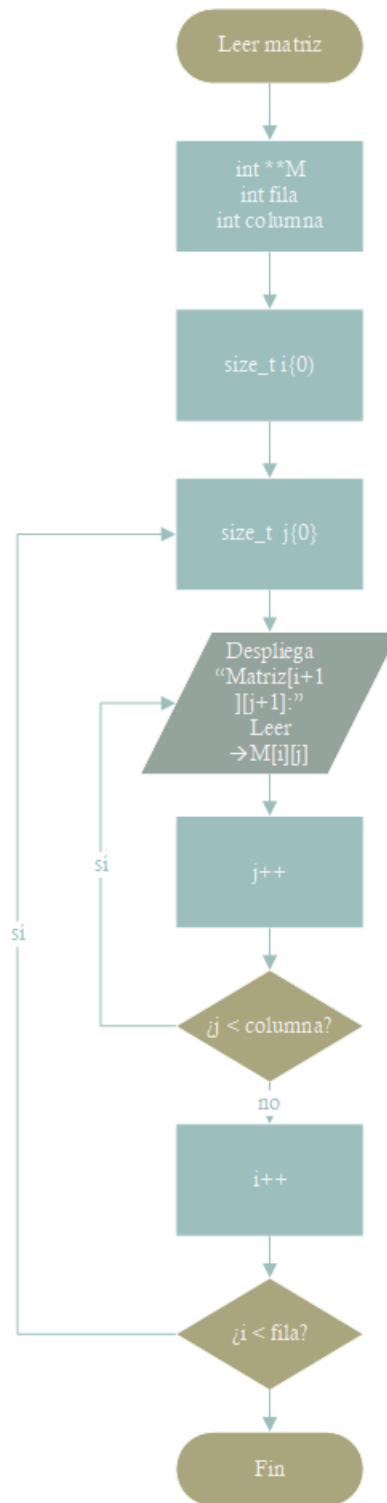 Leer matriz
int **M
int fila
int columna
size_t i{0)
size_t j{0}
Despliega
“Matriz[i+1
][j+1]:”
Leer
→M[i][j]
sí
j++
sí
¿j < columna?
no
i++
¿i < fila?
Fin